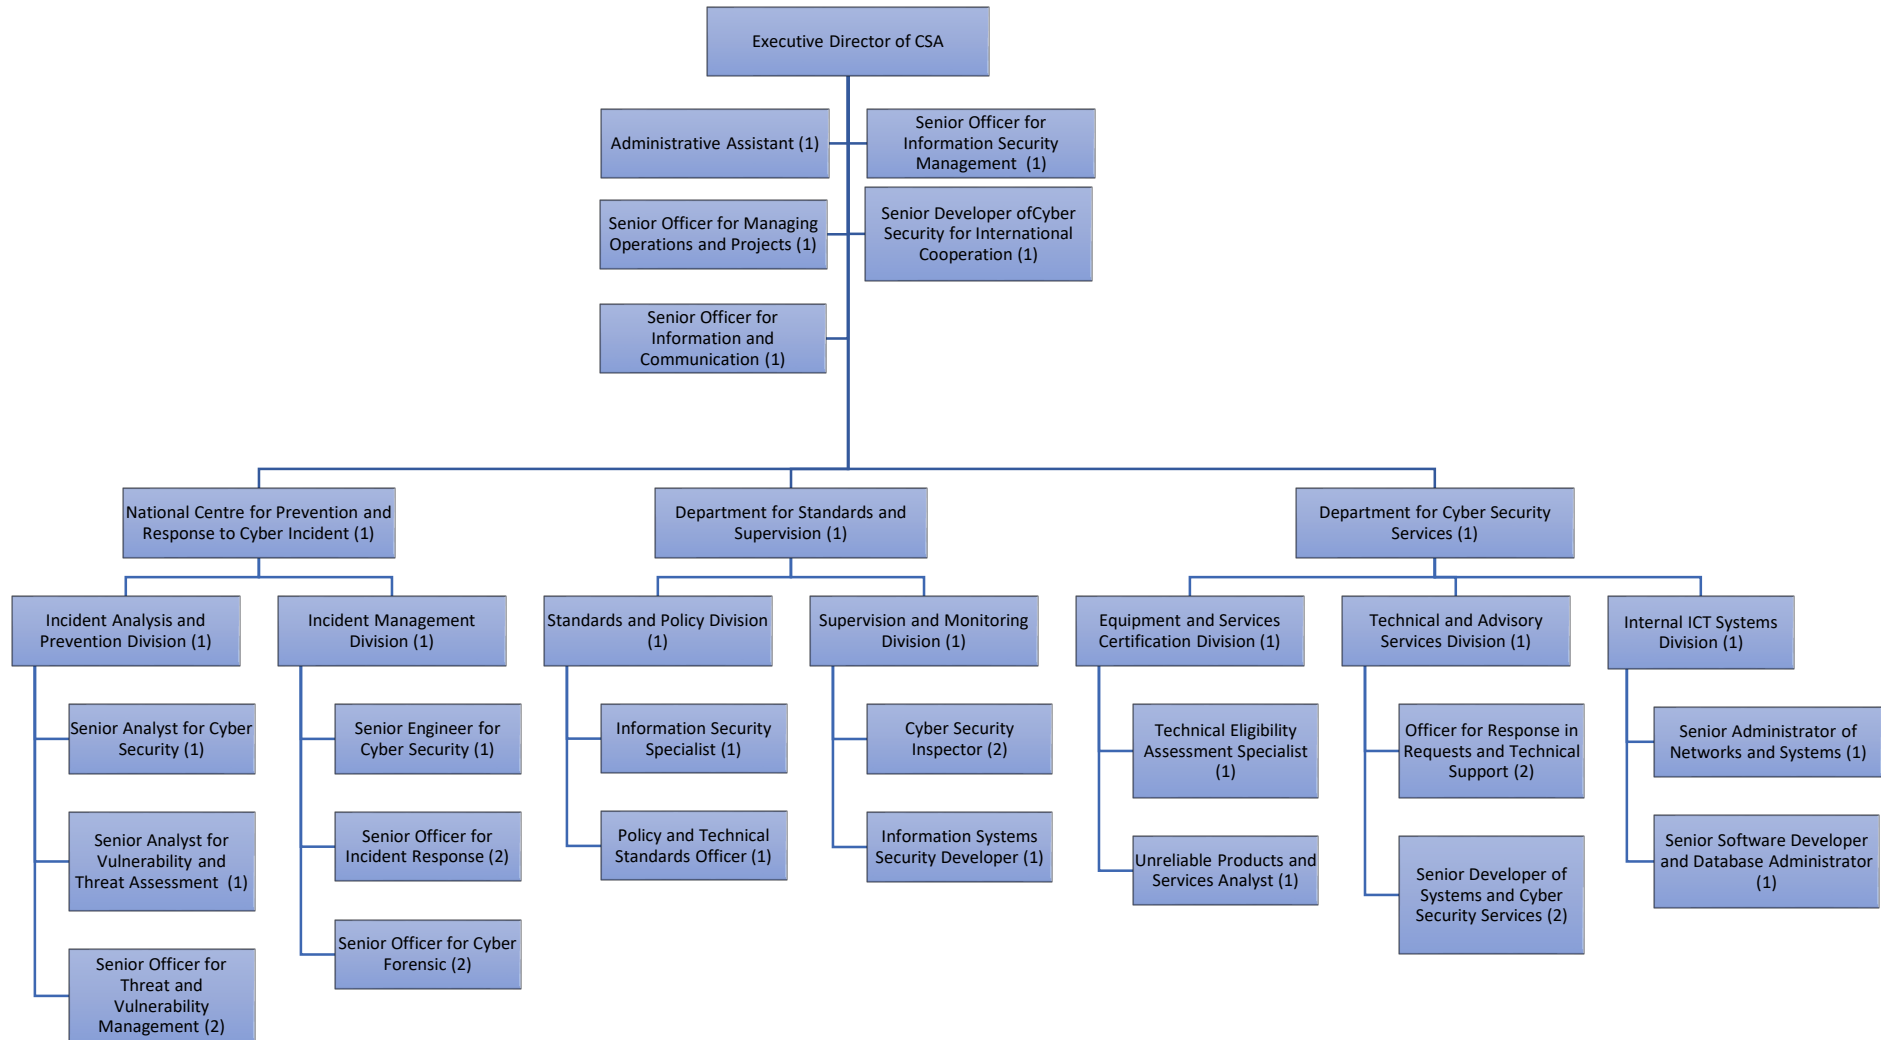 Executive Director of CSA
Administrative Assistant (1)
Senior Officer for
Information Security
Management (1)
Senior Officer for Managing
Operations and Projects (1)
Senior Developer ofCyber
Security for International
Cooperation (1)
Senior Officer for
Information and
Communication (1)
National Centre for Prevention and
Response to Cyber Incident (1)
Department for Standards and
Supervision (1)
Department for Cyber Security
Services (1)
Incident Analysis and
Prevention Division (1)
Incident Management
Division (1)
Standards and Policy Division
(1)
Supervision and Monitoring
Division (1)
Equipment and Services
Certification Division (1)
Technical and Advisory
Services Division (1)
Internal ICT Systems
Division (1)
Senior Analyst for Cyber
Security (1)
Senior Analyst for
Vulnerability and
Threat Assessment (1)
Senior Officer for
Threat and
Vulnerability
Management (2)
Senior Engineer for
Cyber Security (1)
Senior Officer for
Incident Response (2)
Senior Officer for Cyber
Forensic (2)
Information Security
Specialist (1)
Policy and Technical
Standards Officer (1)
Cyber Security
Inspector (2)
Information Systems
Security Developer (1)
Technical Eligibility
Assessment Specialist
(1)
Unreliable Products and
Services Analyst (1)
Officer for Response in
Requests and Technical
Support (2)
Senior Developer of
Systems and Cyber
Security Services (2)
Senior Administrator of
Networks and Systems (1)
Senior Software Developer
and Database Administrator
(1)